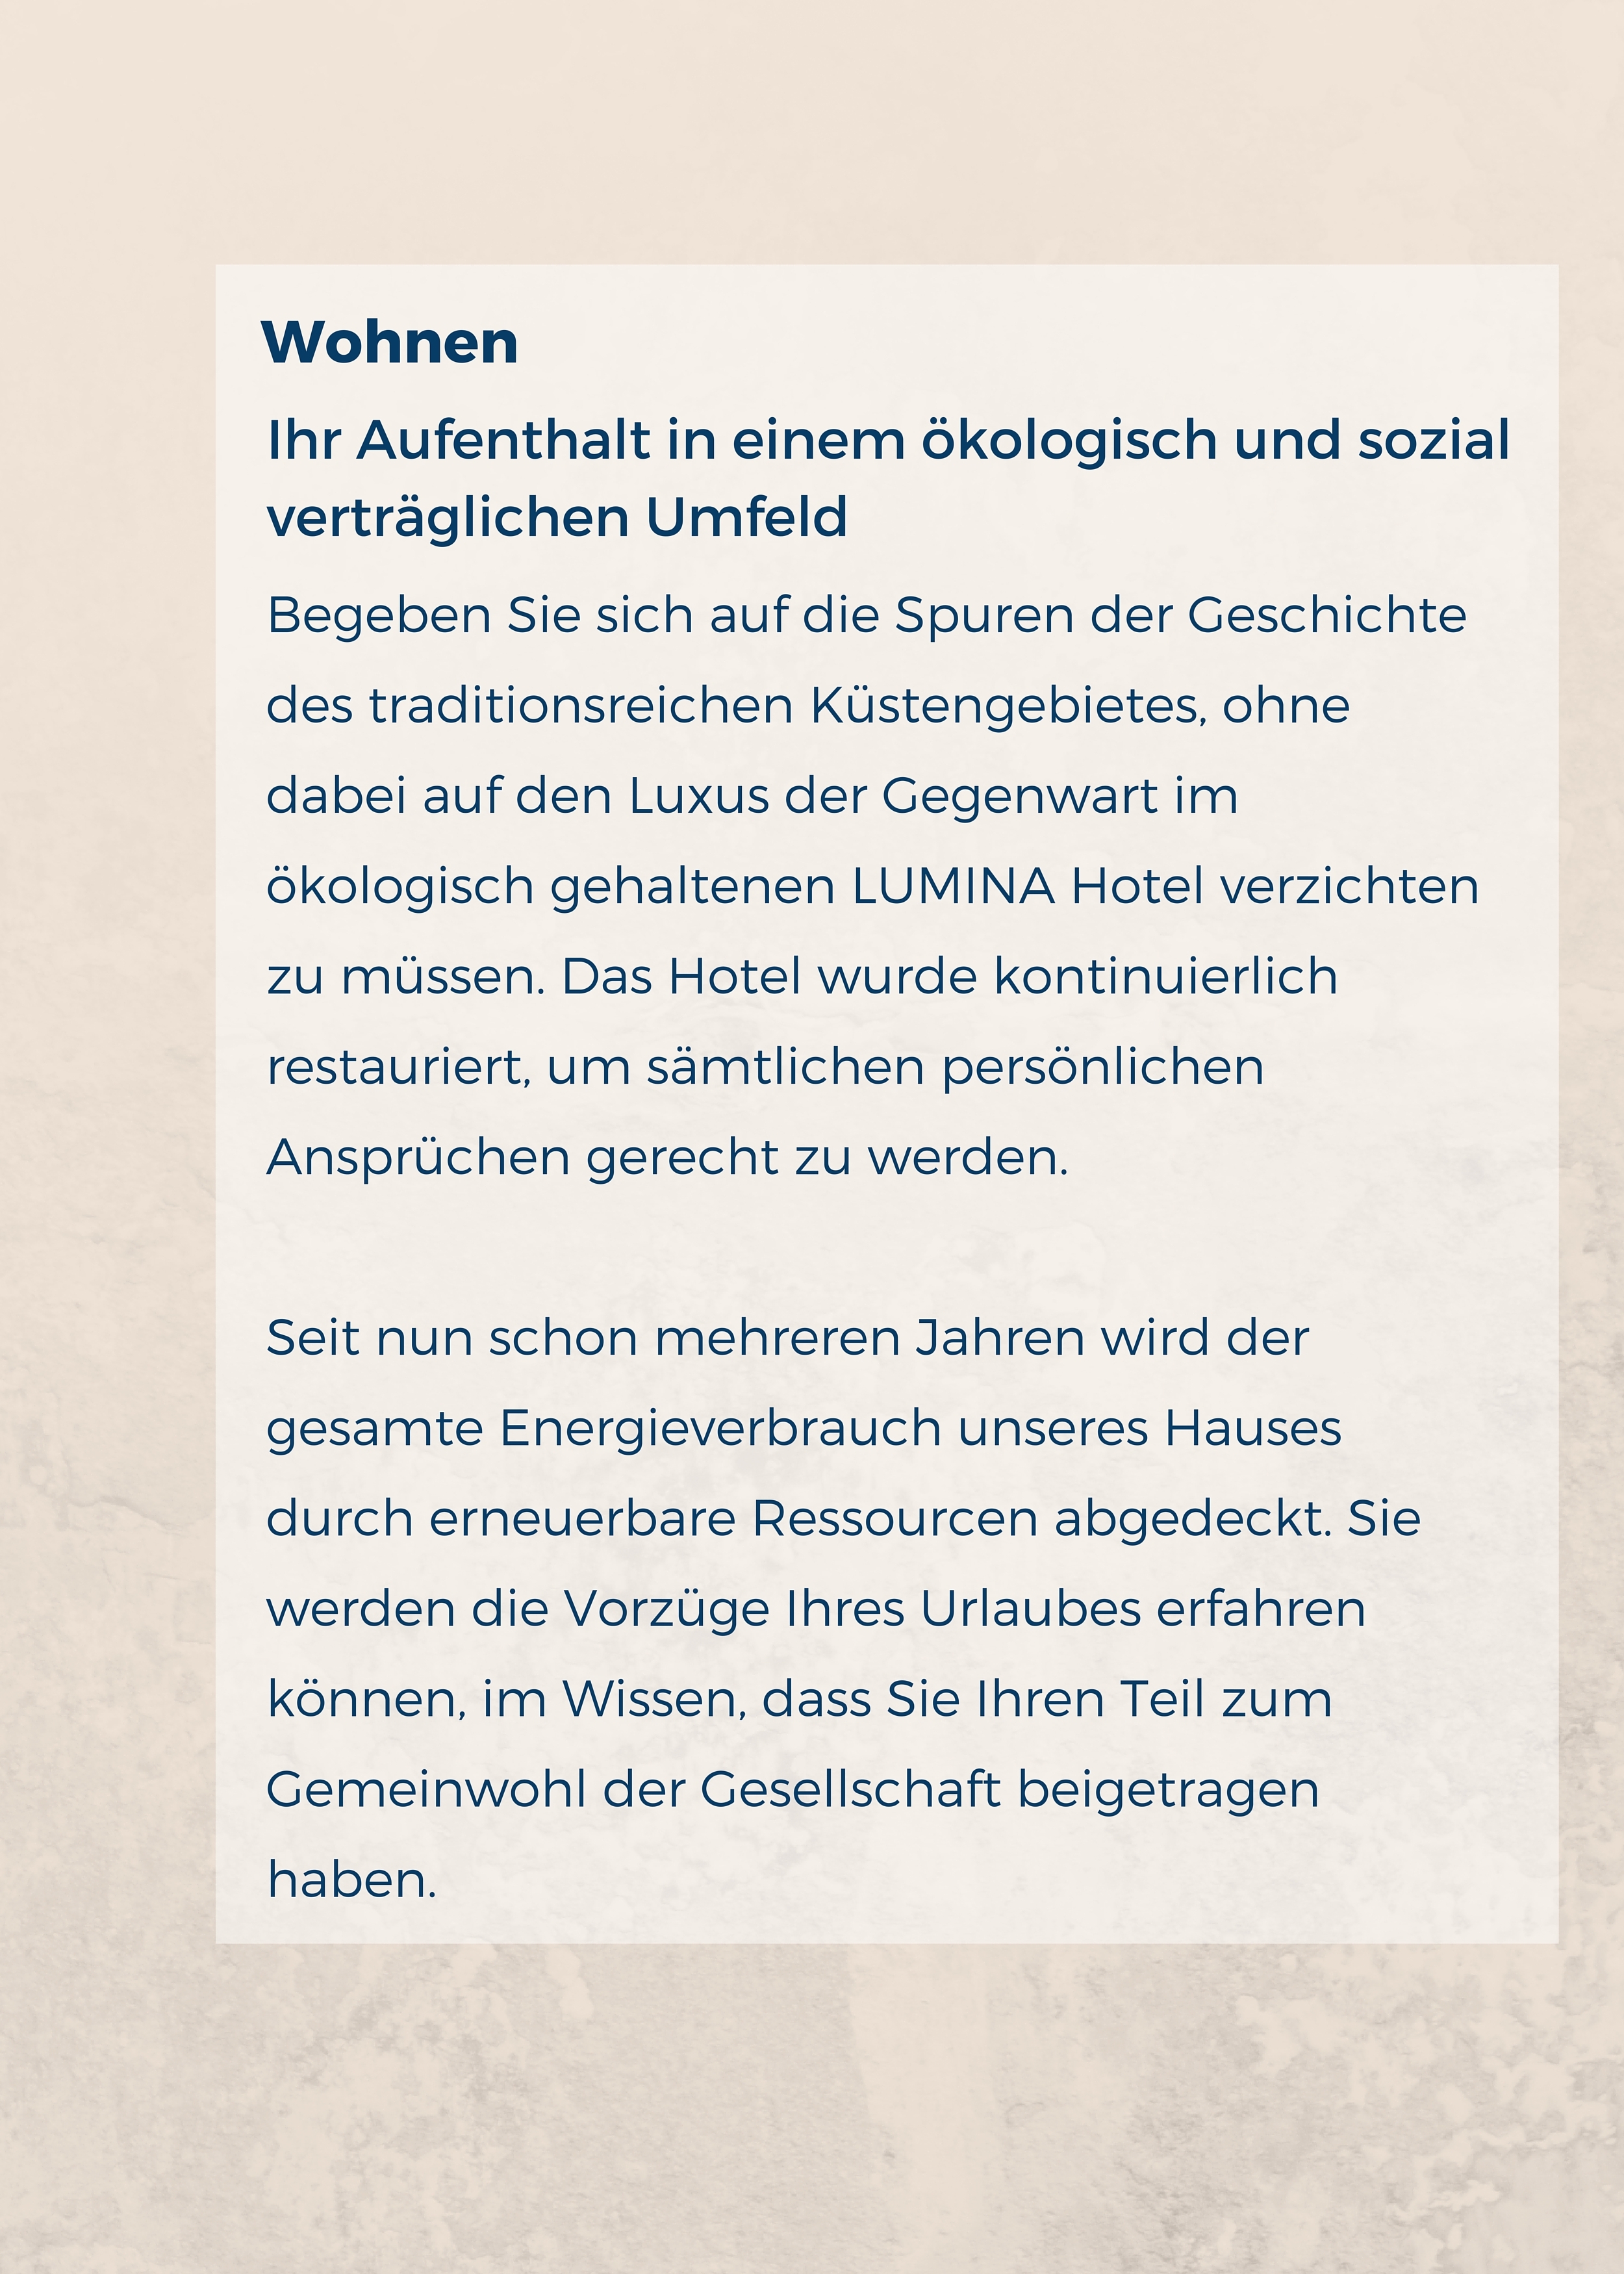 Wohnen
Ihr Aufenthalt in einem ökologisch und sozial
verträglichen Umfeld
Begeben Sie sich auf die Spuren der Geschichte
des traditionsreichen Küstengebietes, ohne
dabei auf den Luxus der Gegenwart im
ökologisch gehaltenen LUMINA Hotel verzichten
zu müssen. Das Hotel wurde kontinuierlich
restauriert, um sämtlichen persönlichen
Ansprüchen gerecht zu werden.
Seit nun schon mehreren Jahren wird der
gesamte Energieverbrauch unseres Hauses
durch erneuerbare Ressourcen abgedeckt. Sie
werden die Vorzüge Ihres Urlaubes erfahren
können, im Wissen, dass Sie Ihren Teil zum
Gemeinwohl der Gesellschaft beigetragen
haben.